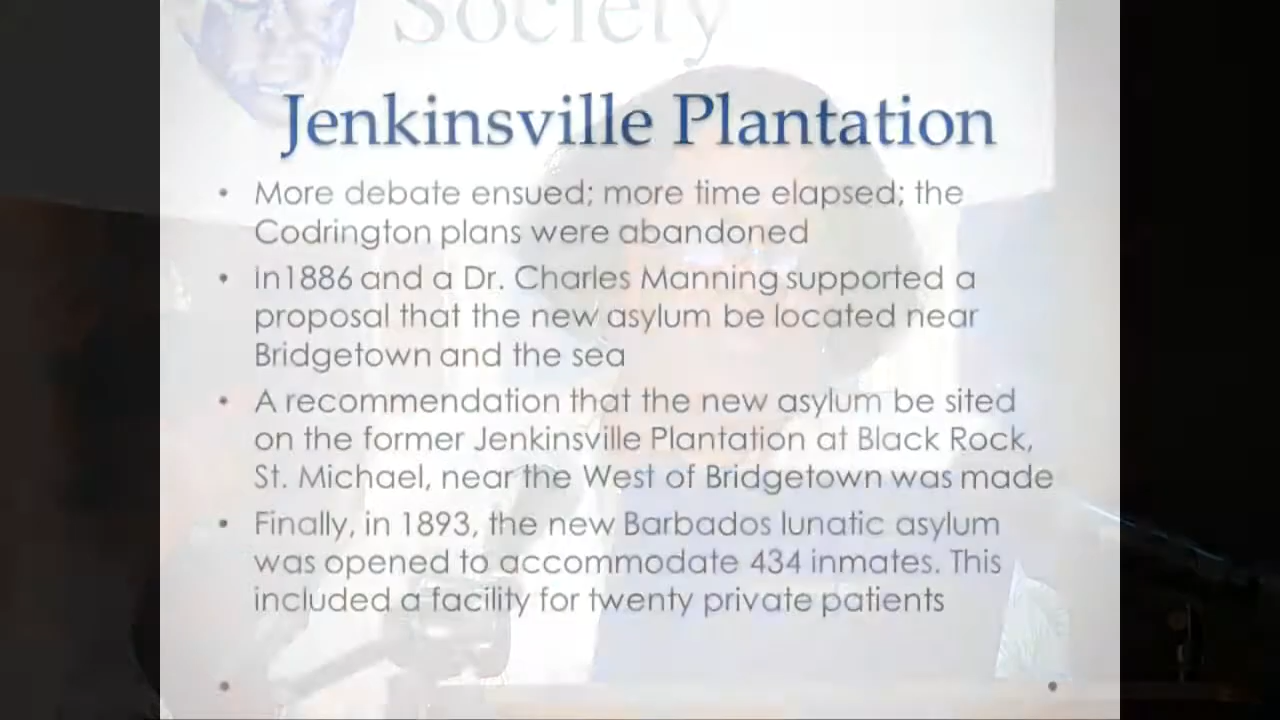 Society
Jenkinsville Plantation
• More debate ensued; more time elapsed; the
Codrington plans were abandoned
• In1886 and a Dr. Charles Manning supported a
proposal that the new asylum be located near
Bridgetown and the sea
• A recommendation that the new asylum be sited
on the former Jenkinsville Plantation at Black Rock,
St. Michael, near the West of Bridgetown was made
• Finally, in 1893, the new Barbados lunatic asylum
was opened to accommodate 434 inmates. This
included a facility for twenty private patients